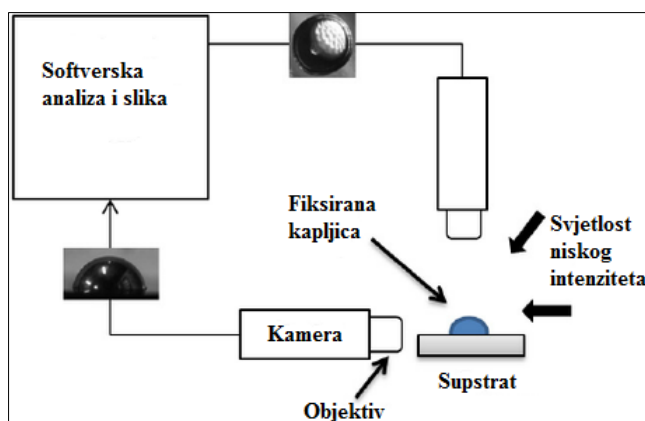 Softverska
analiza i slika
Fiksirana
kapljica
Svjetlost
niskog
intenziteta
Kamera
Supstrat
Objektiv